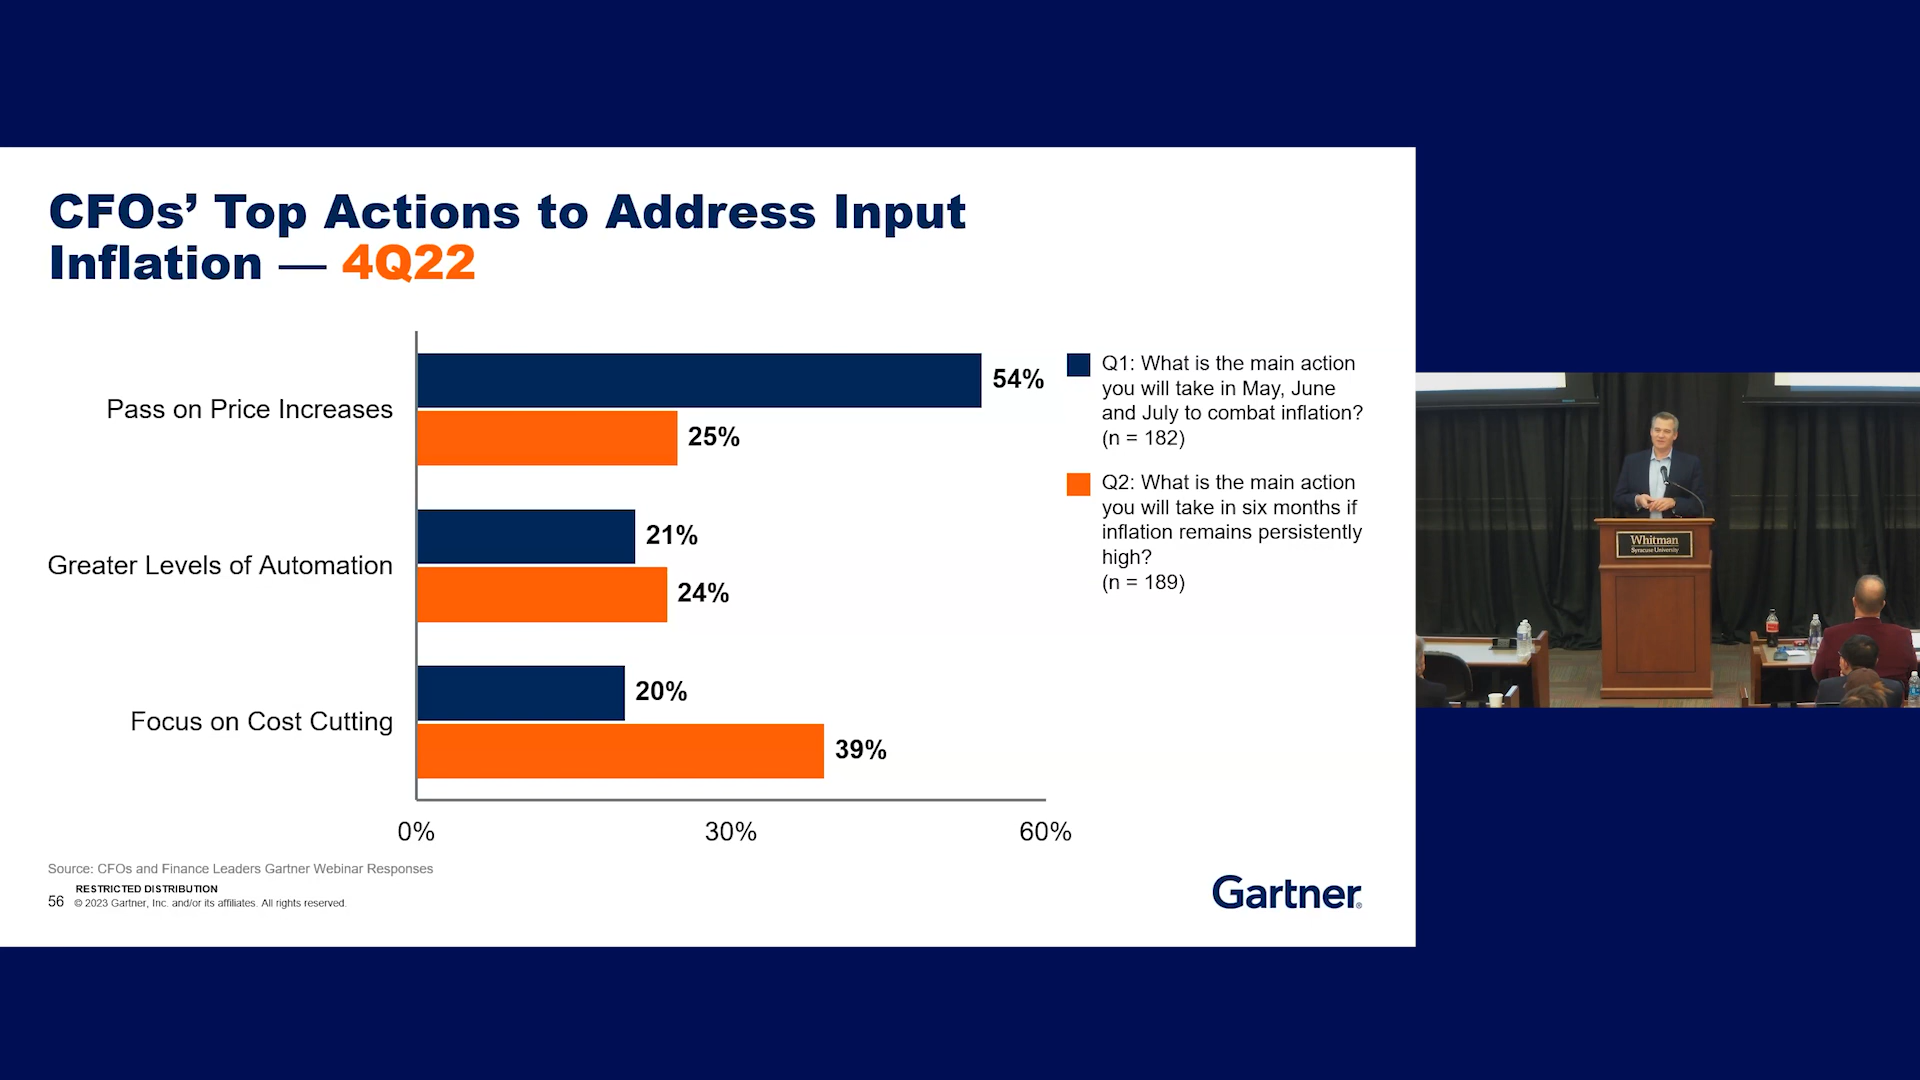 CFOs’ Top Actions to Address Input
Inflation — 4Q22
Pass on Price Increases
54%
25%
Greater Levels of Automation
21%
24%
Focus on Cost Cutting
20%
39%
0%
30%
60%
Q1: What is the main action
you will take in May, June
and July to combat inflation?
(n = 182)
Q2: What is the main action
you will take in six months if
inflation remains persistently
high?
(n = 189)
Source: CFOs and Finance Leaders Gartner Webinar Responses
RESTRICTED DISTRIBUTION
56 © 2023 Gartner, Inc. and/or its affiliates. All rights reserved.
Gartner®
Whitman
Syracuse University